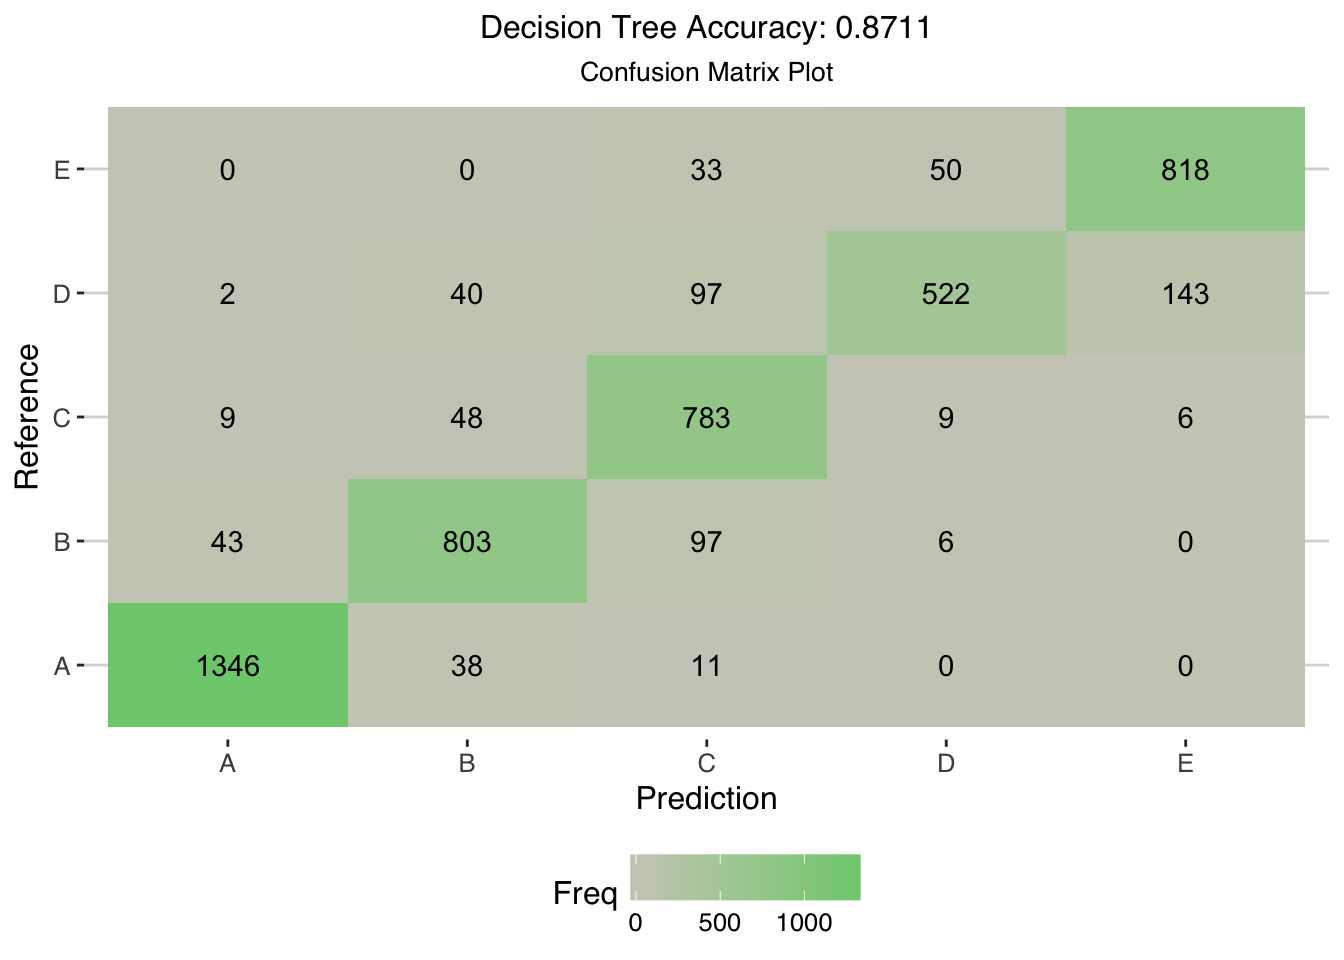 Decision Tree Accuracy: 0.8711
Confusion Matrix Plot
E 0 0 33 50 818
D 2 40 97 522 143
Reference
C 9 48 783 9 6
B 43 803 97 6 0
A 1346 38 11 0 0
A B C D E
Prediction
Freq
0 500 1000